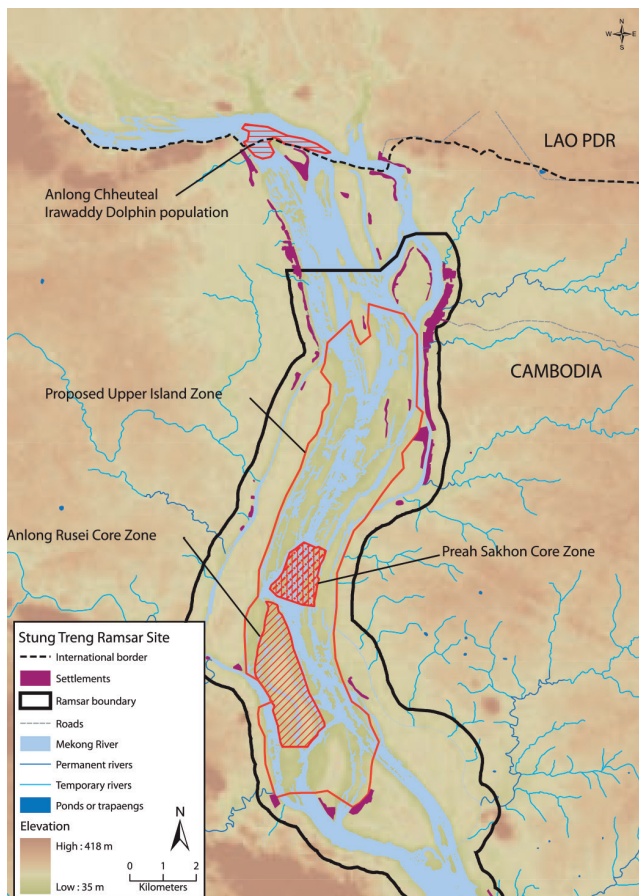 N
W E
S
LAO PDR
Anlong Chheuteal
Irawaddy Dolphin population
CAMBODIA
Proposed Upper Island Zone
Anlong Rusei Core Zone
Preah Sakhon Core Zone
Stung Treng Ramsar Site
International border
Settlements
Ramsar boundary
Roads
Mekong River
Permanent rivers
Temporary rivers
Ponds or trapaengs
Elevation
High : 418 m
Low : 35 m
N
0 1 2
Kilometers